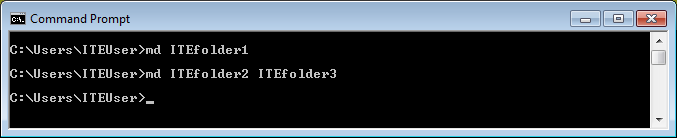 Command Prompt
C:\Users\ITEUser>md ITEfolder1
C:\Users\ITEUser>md ITEfolder2 ITEfolder3
C:\Users\ITEUser>_